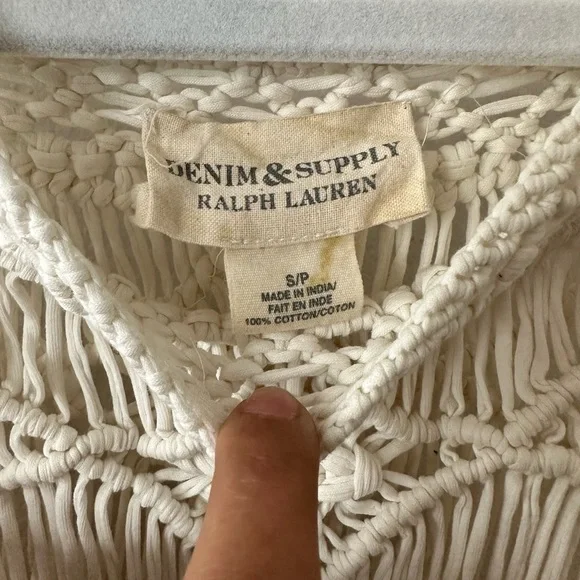 DENIM & SUPPLY
RALPH LAUREN
S/P
MADE IN INDIA/
FAIT EN INDE
100% COTTON/COTON